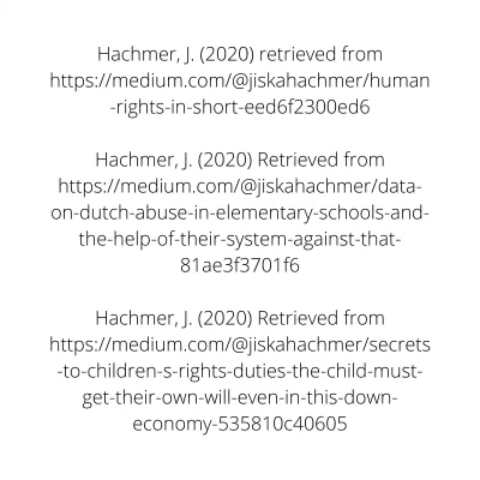 Hachmer, J. (2020) retrieved from
https://medium.com/@jiskahachmer/human
-rights-in-short-eed6f2300ed6
Hachmer, J. (2020) Retrieved from
https://medium.com/@jiskahachmer/data-
on-dutch-abuse-in-elementary-schools-and-
the-help-of-their-system-against-that-
81ae3f3701f6
Hachmer, J. (2020) Retrieved from
https://medium.com/@jiskahachmer/secrets
-to-children-s-rights-duties-the-child-must-
get-their-own-will-even-in-this-down-
economy-535810c40605